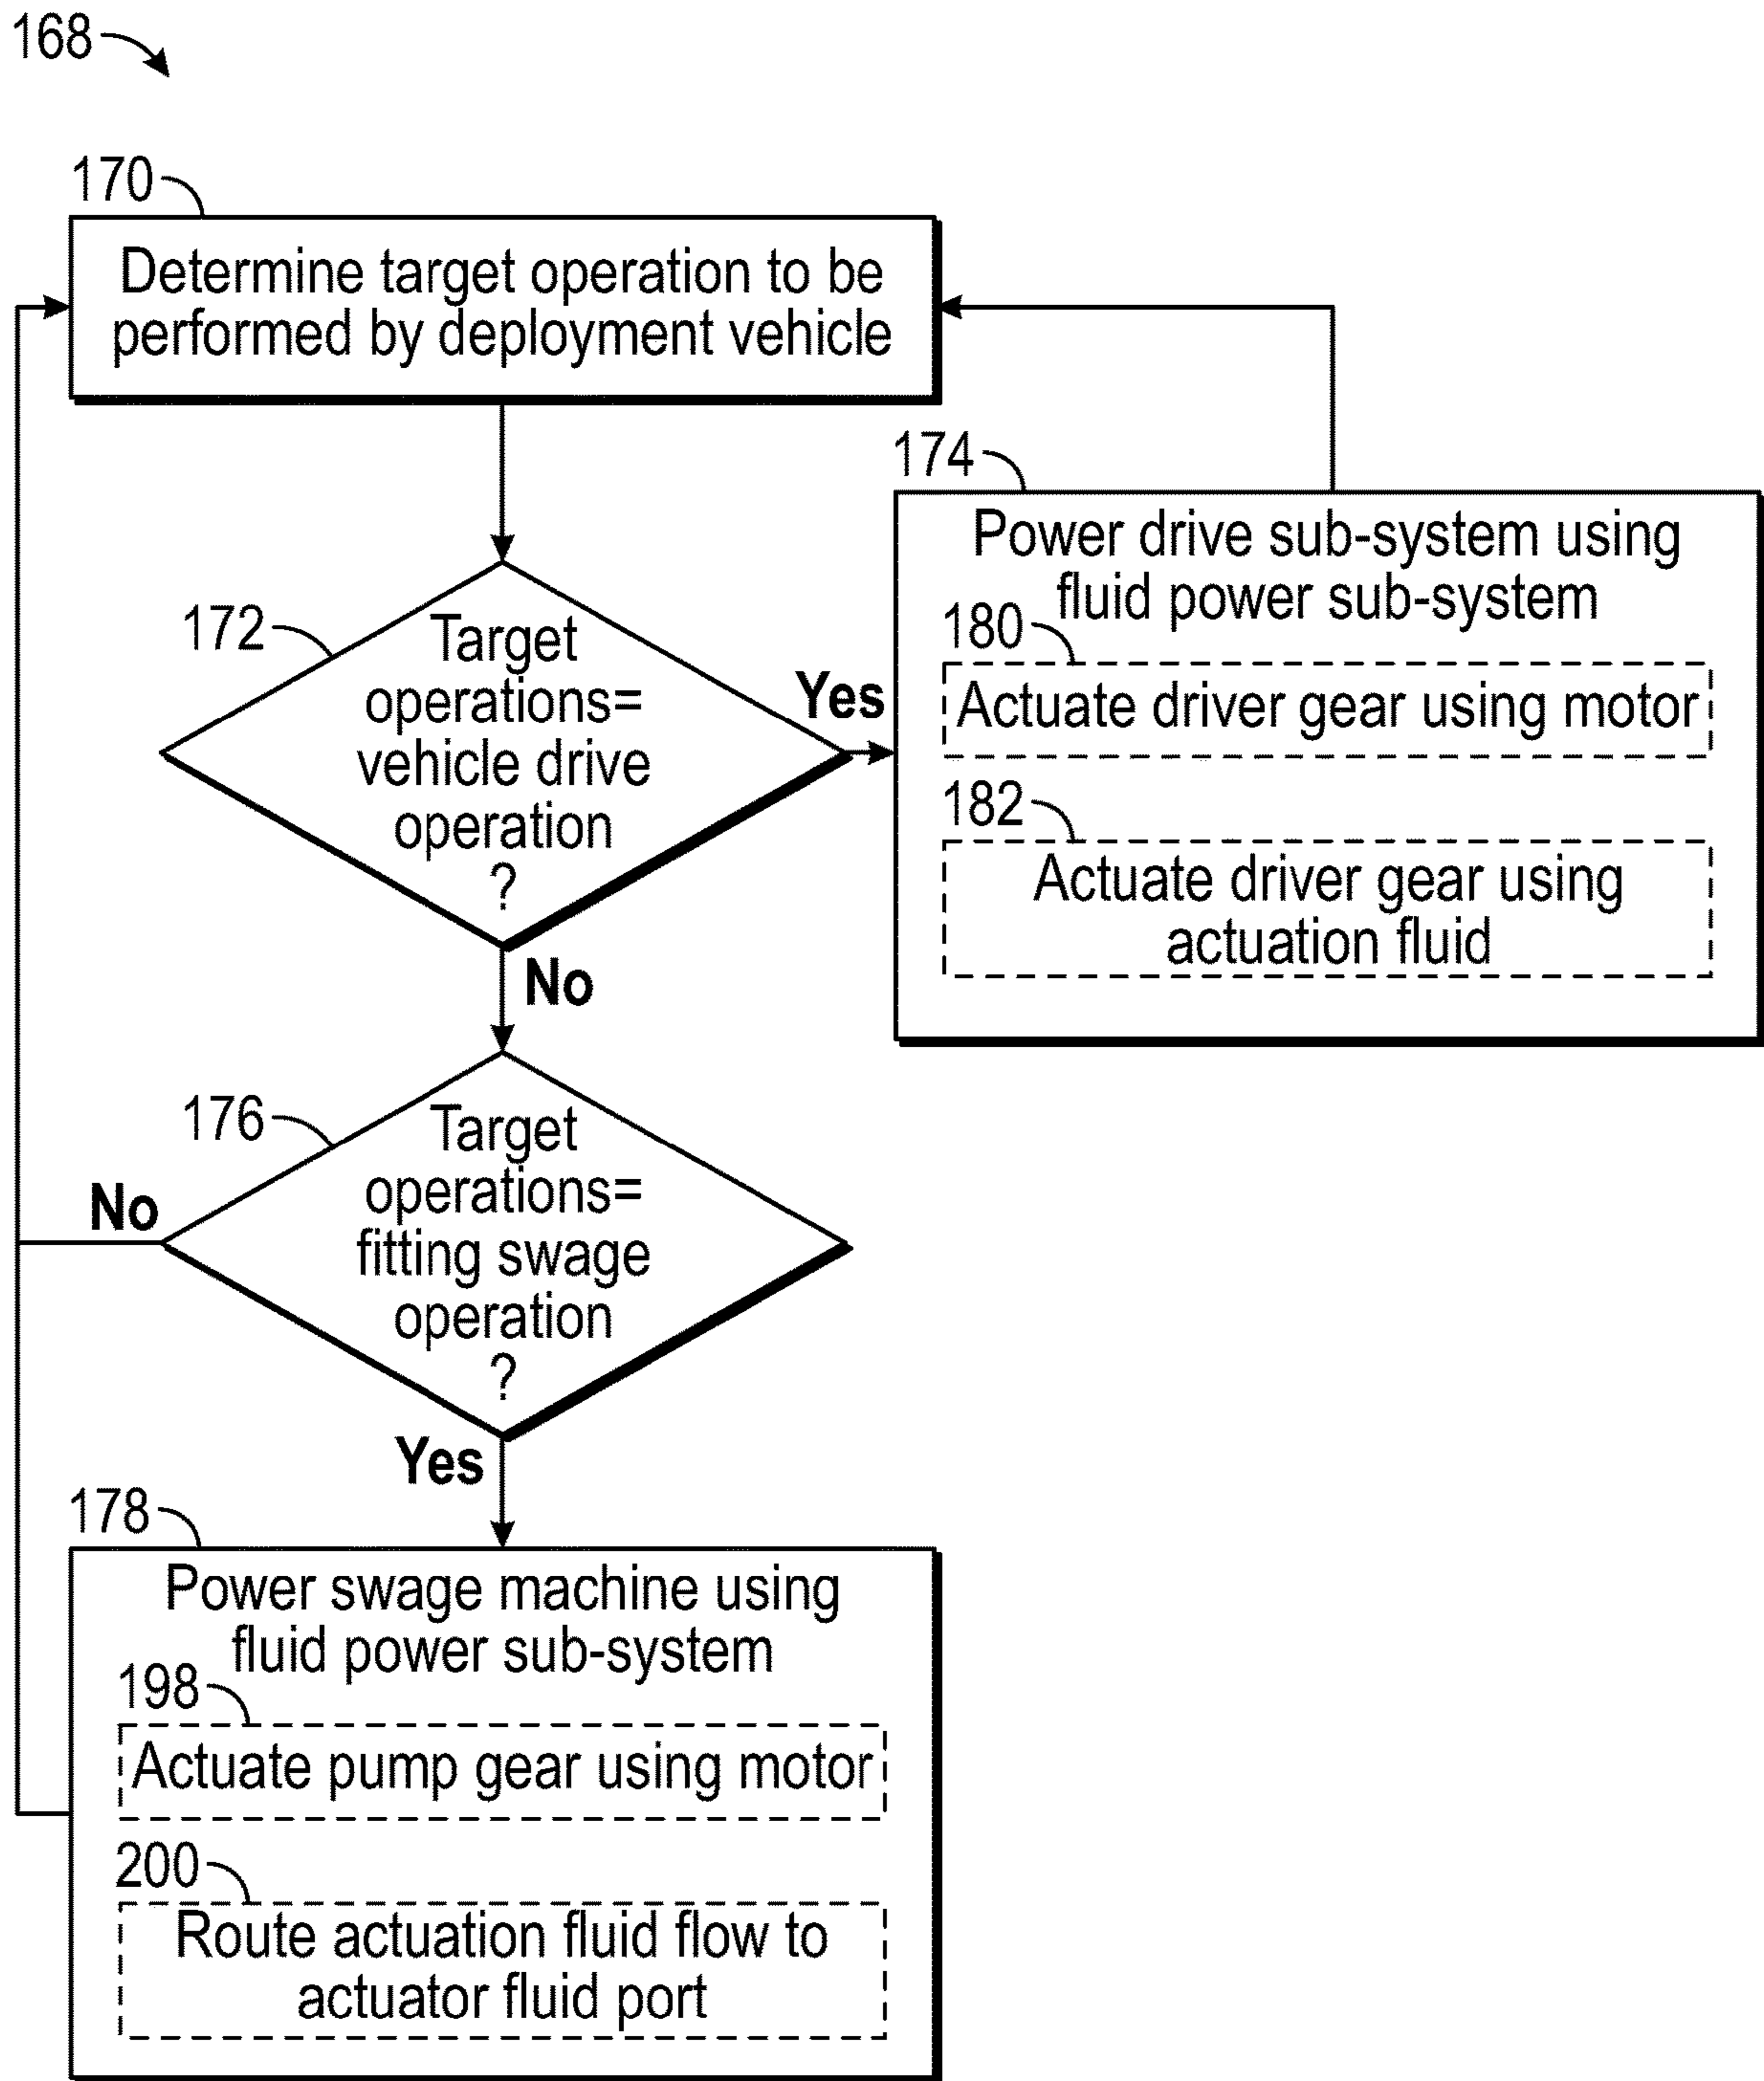 168
170
Determine target operation to be
performed by deployment vehicle
172
Target
operations=
vehicle drive
operation
?
Yes
No
174
Power drive sub-system using
fluid power sub-system
180
Actuate driver gear using motor
182
Actuate driver gear using
actuation fluid
176
Target
operations=
fitting swage
operation
?
No
Yes
178
Power swage machine using
fluid power sub-system
198
Actuate pump gear using motor
200
Route actuation fluid flow to
actuator fluid port